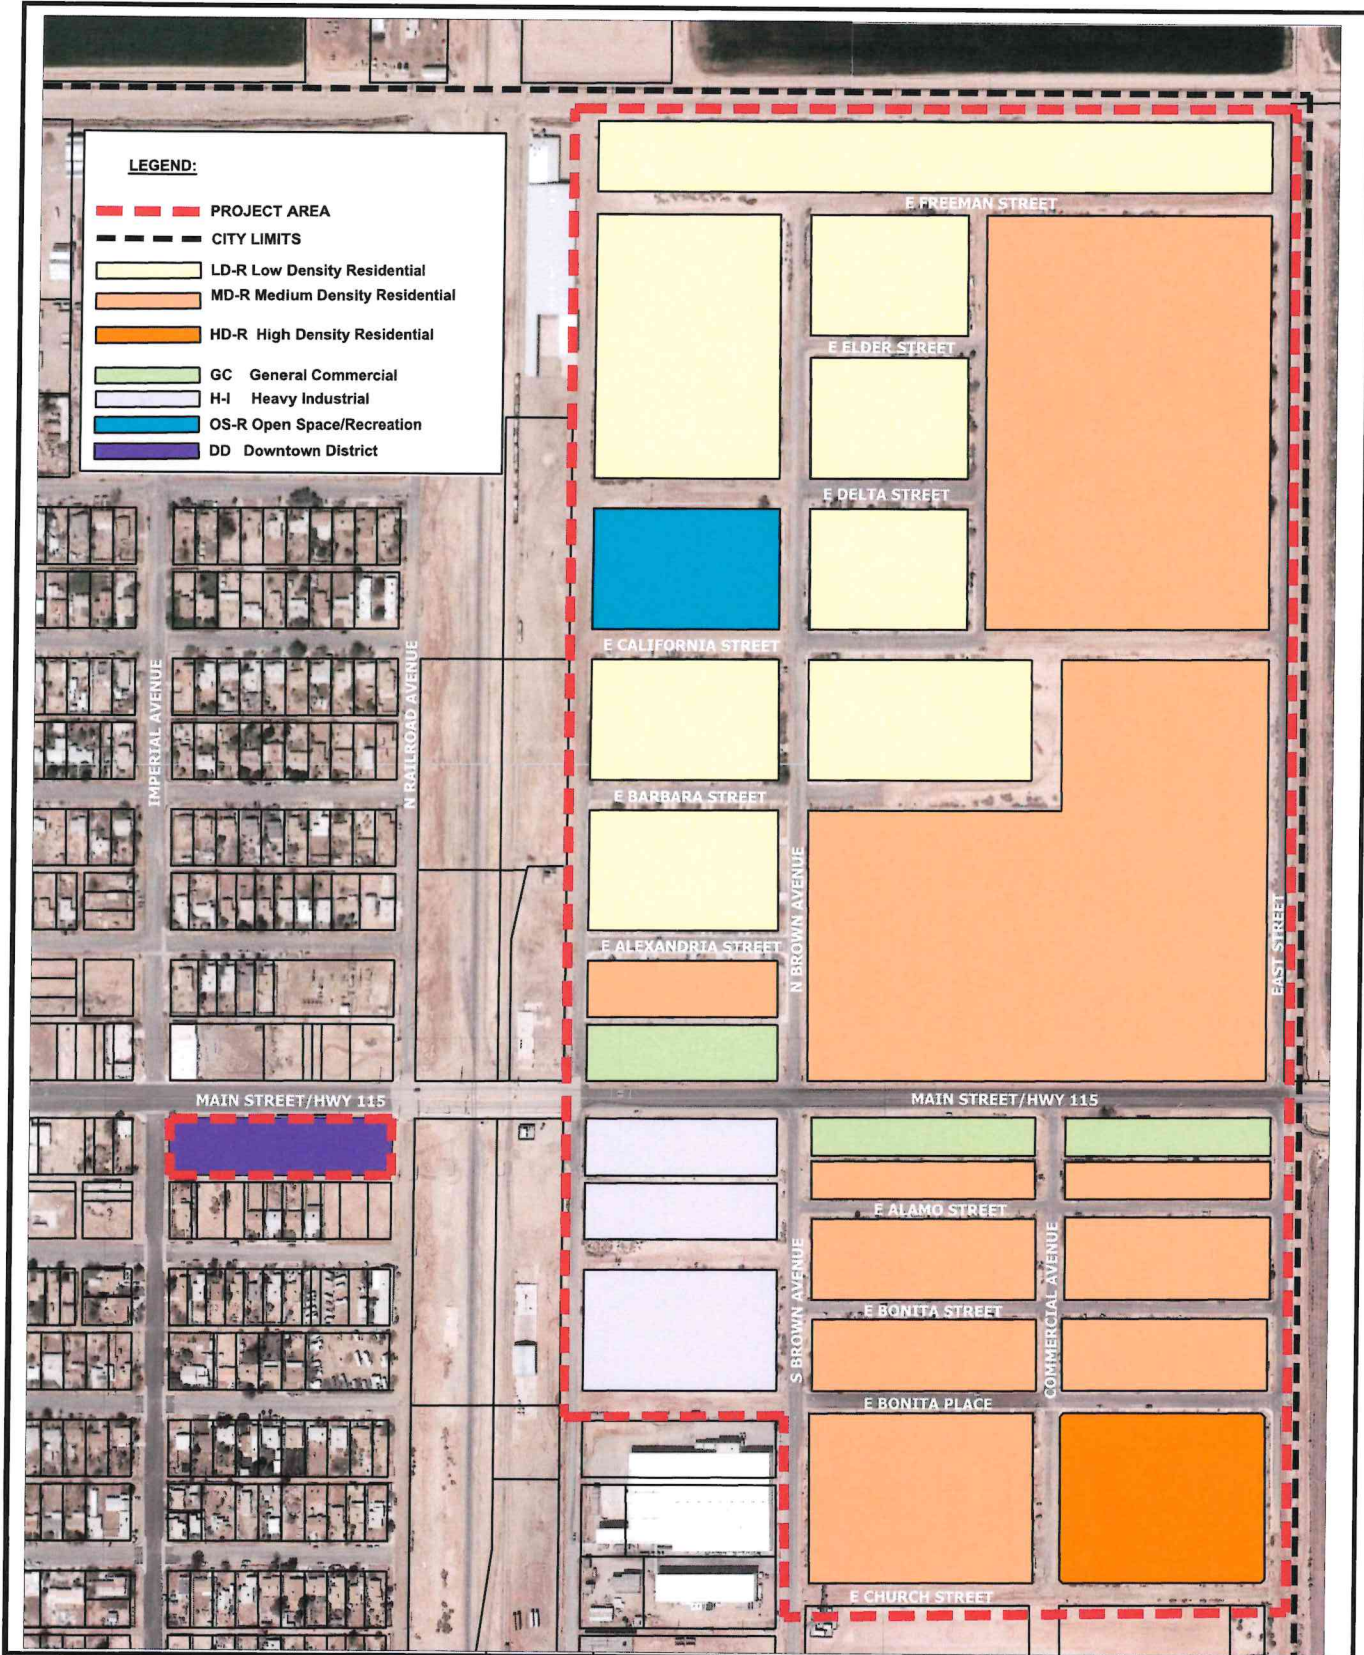 LEGEND:
PROJECT AREA
CITY LIMITS
LD-R Low Density Residential
MD-R Medium Density Residential
HD-R High Density Residential
GC General Commercial
H-I Heavy Industrial
OS-R Open Space/Recreation
DD Downtown District
E FREEMAN STREET
E ELDER STREET
E DELTA STREET
E CALIFORNIA STREET
IMPERIAL AVENUE
N RAILROAD AVENUE
E BARBARA STREET
N BROWN AVENUE
E ALEXANDRIA STREET
EAST STREET
MAIN STREET/HWY 115
MAIN STREET/HWY 115
E ALAMO STREET
S BROWN AVENUE
COMMERCIAL AVENUE
E BONITA STREET
E BONITA PLACE
E CHURCH STREET